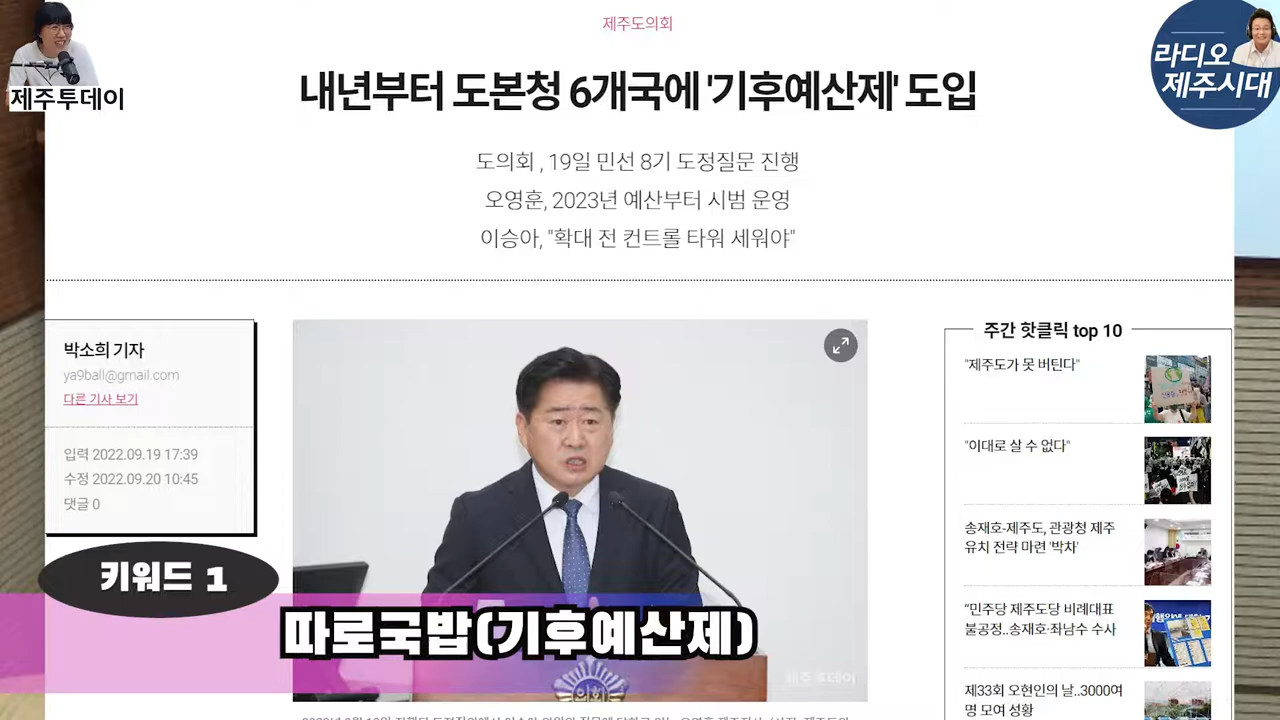 제주도의회
제주투데이
라디오
제주시대
내년부터 도본청 6개국에 '기후예산제' 도입
도의회 , 19일 민선 8기 도정질문 진행
오영훈, 2023년 예산부터 시범 운영
이승아, "확대 전 컨트롤 타워 세워야"
박소희 기자
ya9ball@gmail.com
다른 기사 보기
입력 2022.09.19 17:39
수정 2022.09.20 10:45
댓글 0
주간 핫클릭 top 10
"제주도가 못 버틴다"
"이대로 살 수 없다"
송재호-제주도, 관광청 제주
유치 전략 마련 '박차'
"민주당 제주도당 비례대표
불공정..송재호·좌남수 수사
제33회 오현인의 날..3000여
명 모여 성황
키워드 1
따로국밥(기후예산제)
의회
제주 투데이